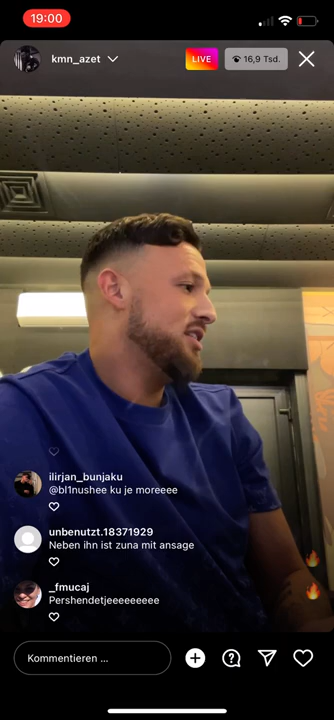 19:00
kmn_azet
LIVE
16,9 Tsd.
ilirjan_bunjaku
@bl1nushee ku je moreeee
unbenutzt.18371929
Neben ihn ist zuna mit ansage
_fmucaj
Pershendetjeeeeeeeee
Kommentieren ...